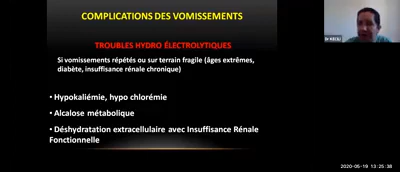 COMPLICATIONS DES VOMISSEMENTS
TROUBLES HYDRO ÉLECTROLYTIQUES
Si vomissements répétés ou sur terrain fragile (âges extrêmes,
diabète, insuffisance rénale chronique)
• Hypokaliémie, hypo chlorémie
• Alcalose métabolique
• Déshydratation extracellulaire avec Insuffisance Rénale
Fonctionnelle
2020-05-19 13:25:38